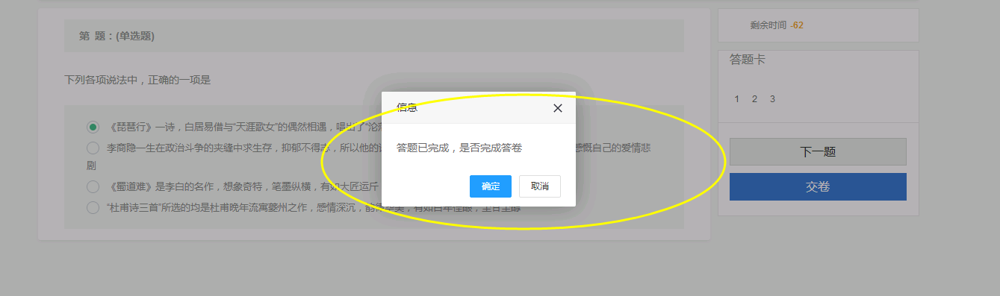 第 题：(单选题)
剩余时间 -62
答题卡
1 2 3
下一题
交卷
下列各项说法中，正确的一项是
《琵琶行》一诗，白居易借与“天涯歌女”的偶然相遇，唱出了“沦
李商隐一生在政治斗争的夹缝中求生存，抑郁不得志，所以他的
感慨自己的爱情悲
剧
《蜀道难》是李白的名作，想象奇特，笔墨纵横，有如大匠运斤
“杜甫诗三首”所选的均是杜甫晚年流寓夔州之作，感情深沉，
有如百年佳酿，
信息
答题已完成，是否完成答卷
确定
取消